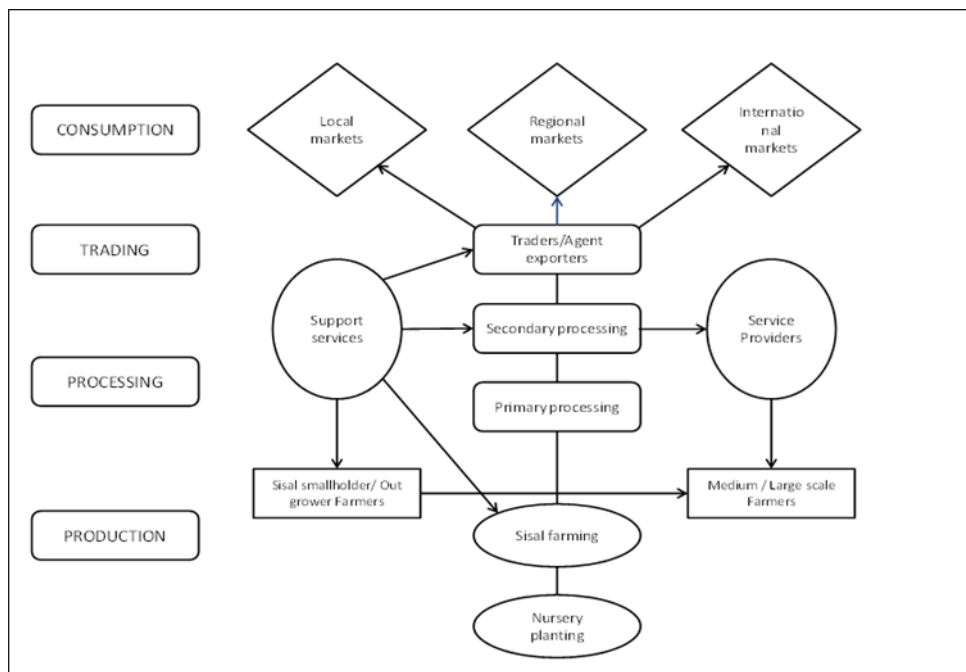 CONSUMPTION
Local
markets
Regional
markets
Internatio
nal
markets
TRADING
Traders/Agent
exporters
Support
services
Secondary processing
Service
Providers
PROCESSING
Primary processing
Sisal smallholder/ Out
grower Farmers
Medium / Large scale
Farmers
PRODUCTION
Sisal farming
Nursery
planting